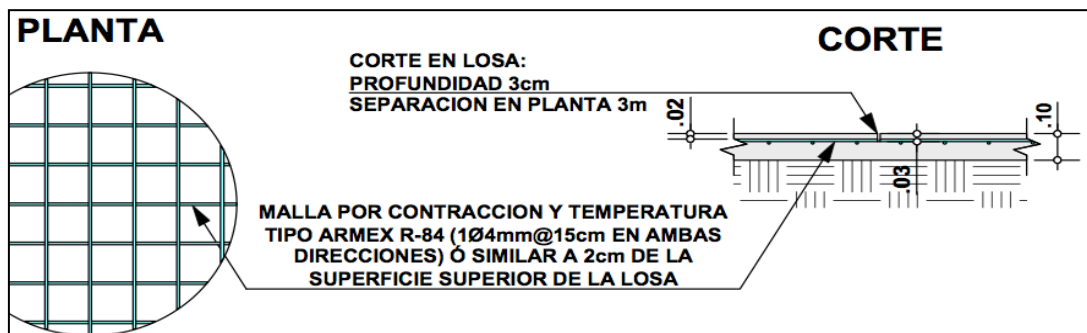 PLANTA
CORTE
CORTE EN LOSA:
PROFUNDIDAD 3cm
SEPARACION EN PLANTA 3m
.02
.10
.03
MALLA POR CONTRACCION Y TEMPERATURA
TIPO ARMEX R-84 (1Ø4mm@15cm EN AMBAS
DIRECCIONES) Ó SIMILAR A 2cm DE LA
SUPERFICIE SUPERIOR DE LA LOSA